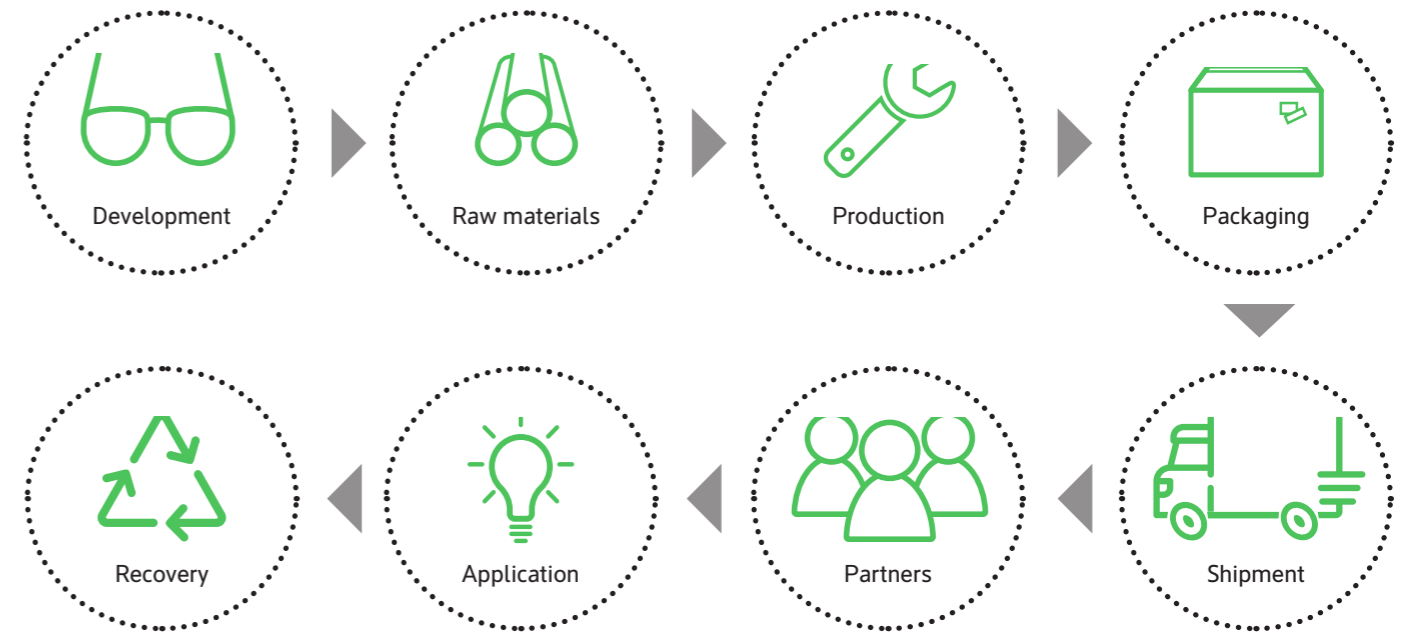 Development
Raw materials
Production
Packaging
Shipment
Partners
Application
Recovery